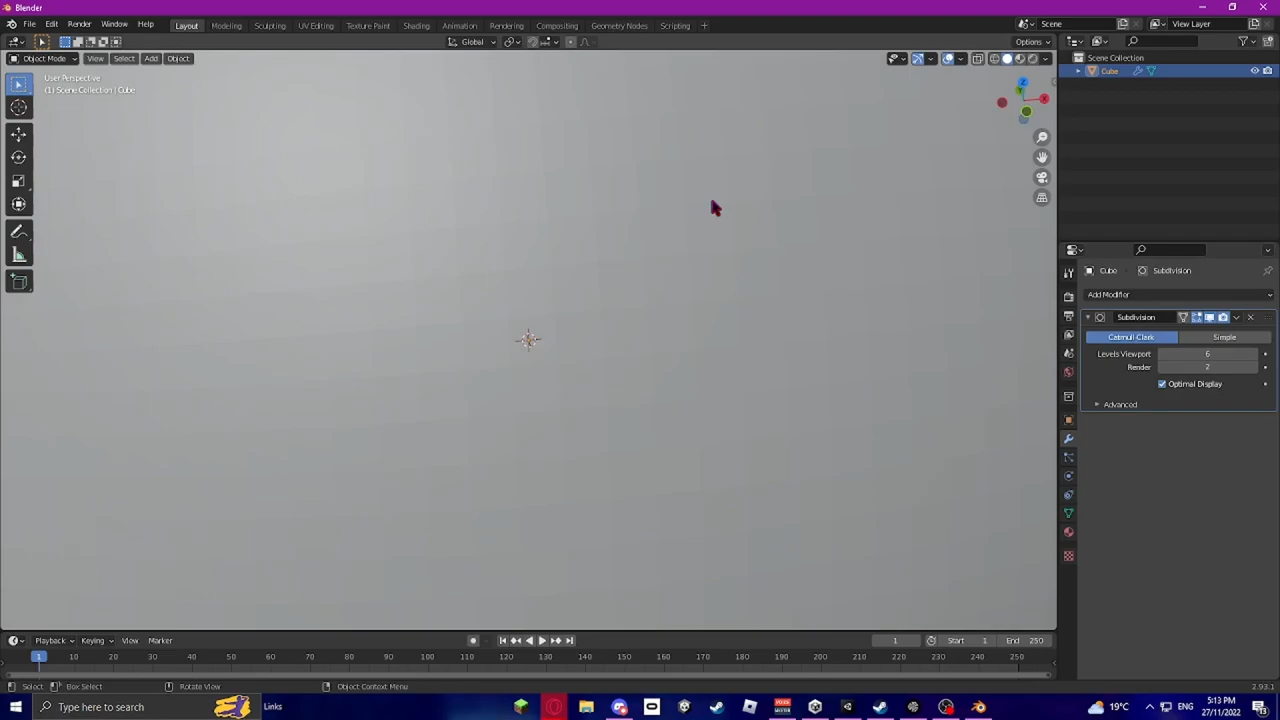 Blender
File Edit Render Window Help Layout Modeling Sculpting UV Editing Texture Paint Shading Animation Rendering Compositing Geometry Nodes Scripting + Scene View Layer
Global Options
Object Mode View Select Add Object
User Perspective
(1) Scene Collection | Cube
Z
X
Scene Collection
Cube
Cube Subdivision
Add Modifier
Subdivision
Catmull-Clark Simple
Levels Viewport 6
Render 2
Optimal Display
Advanced
Playback Keying View Marker 1 Start 1 End 250
1 10 20 30 40 50 60 70 80 90 100 110 120 130 140 150 160 170 180 190 200 210 220 230 240 250
Select Box Select Rotate View Object Context Menu 2.93.1
Type here to search Links 19°C ENG 5:13 PM
27/11/2022